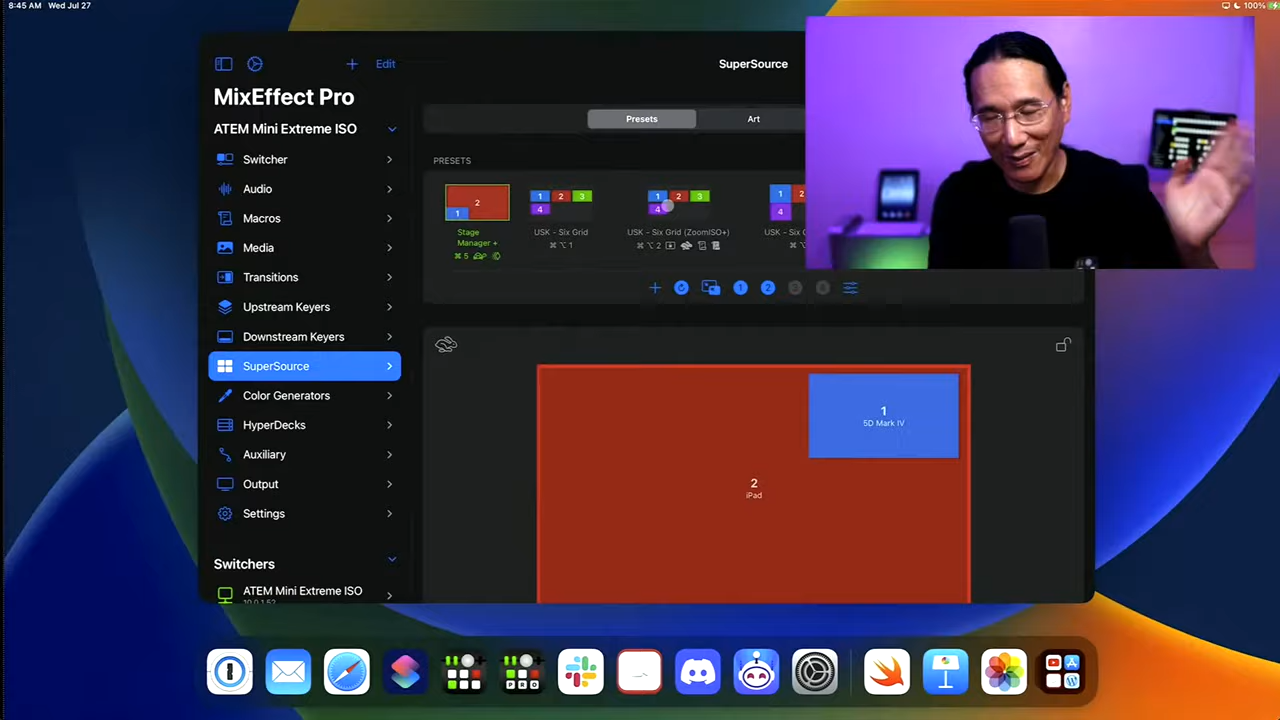 8:45 AM Wed Jul 27
100%
Edit
SuperSource
MixEffect Pro
ATEM Mini Extreme ISO
Presets
Art
Switcher
PRESETS
Audio
2
1
1 2 3
4
1 2 3
4
1 2
4
Macros
Stage
Manager +
⌘ 5
USK - Six Grid
⌘ ⌥ 1
USK - Six Grid (ZoomISO+)
⌘ ⌥ 2
USK - Six G
Media
Transitions
1
2
Upstream Keyers
Downstream Keyers
SuperSource
Color Generators
1
5D Mark IV
HyperDecks
Auxiliary
Output
2
iPad
Settings
Switchers
ATEM Mini Extreme ISO
PRO